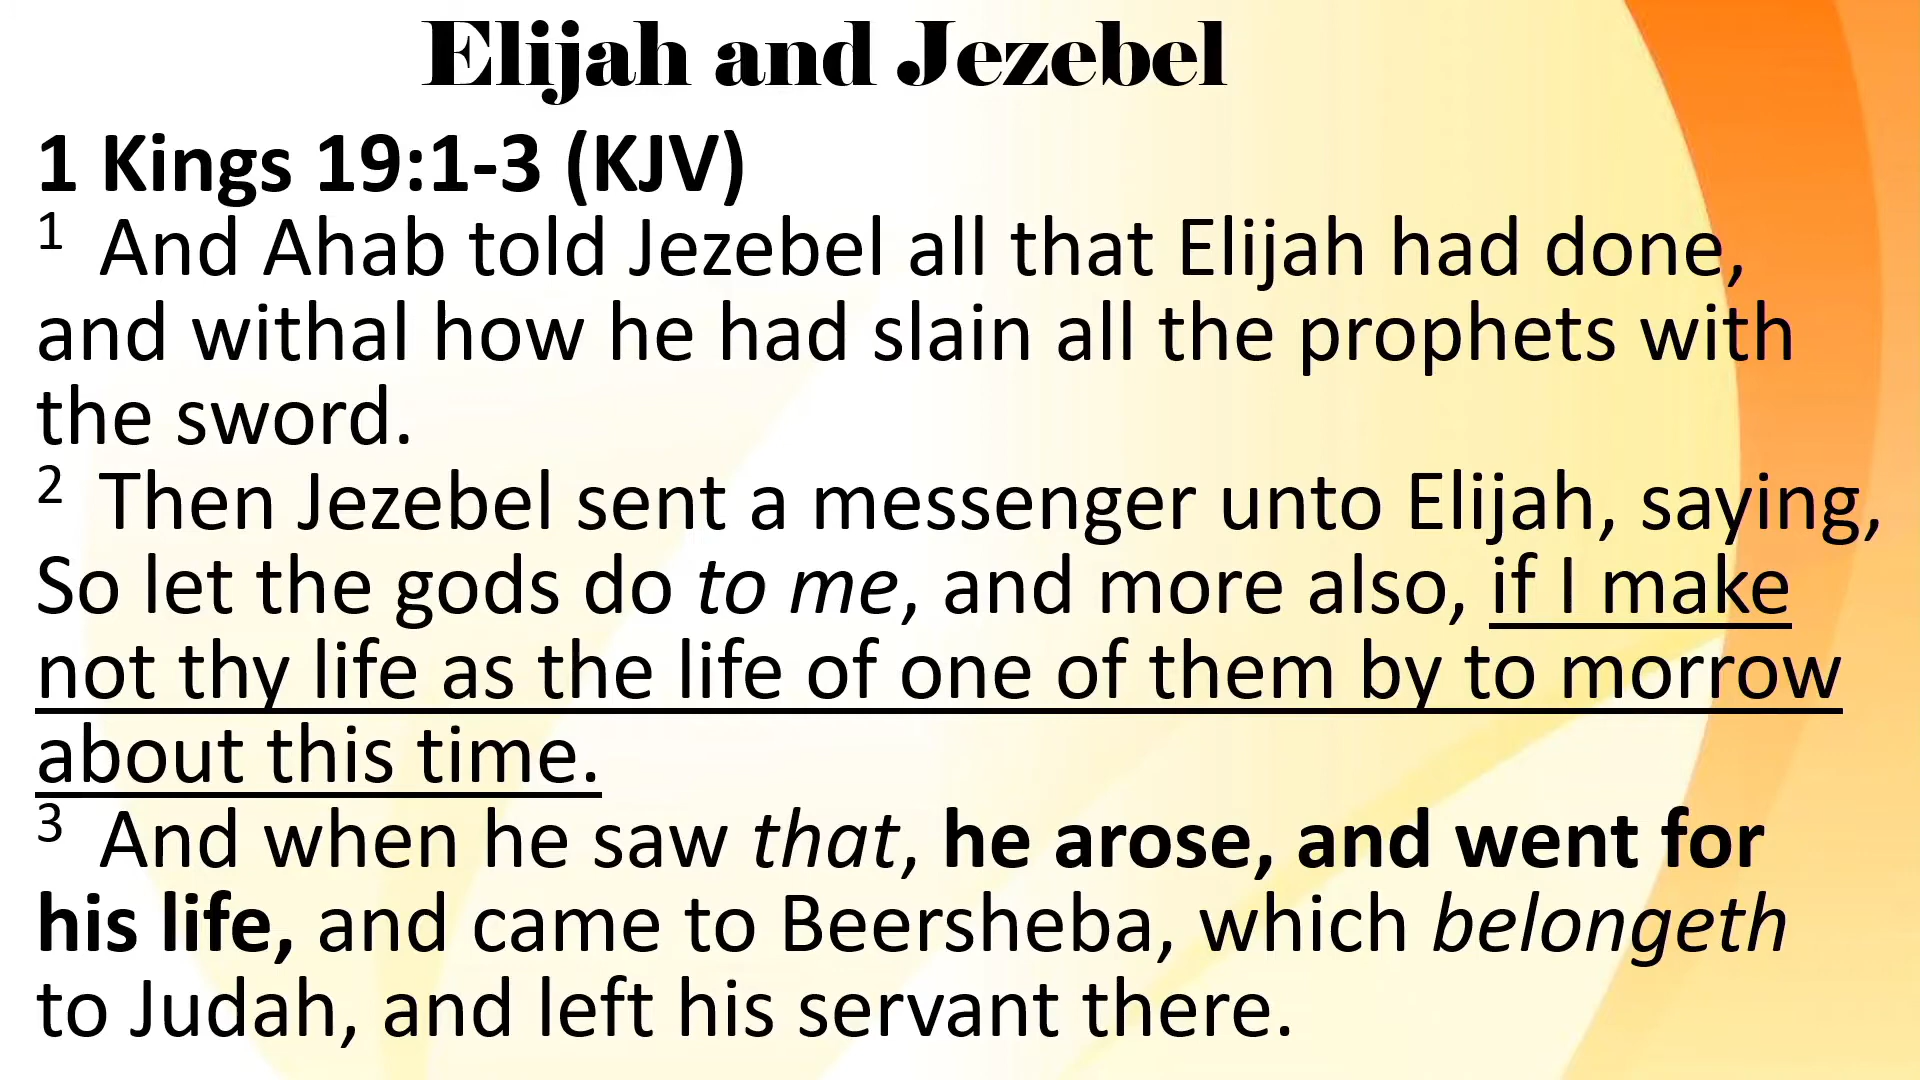 Elijah and Jezebel
1 Kings 19:1-3 (KJV)
1 And Ahab told Jezebel all that Elijah had done,
and withal how he had slain all the prophets with
the sword.
2 Then Jezebel sent a messenger unto Elijah, saying,
So let the gods do to me, and more also, if I make
not thy life as the life of one of them by to morrow
about this time.
3 And when he saw that, he arose, and went for
his life, and came to Beersheba, which belongeth
to Judah, and left his servant there.